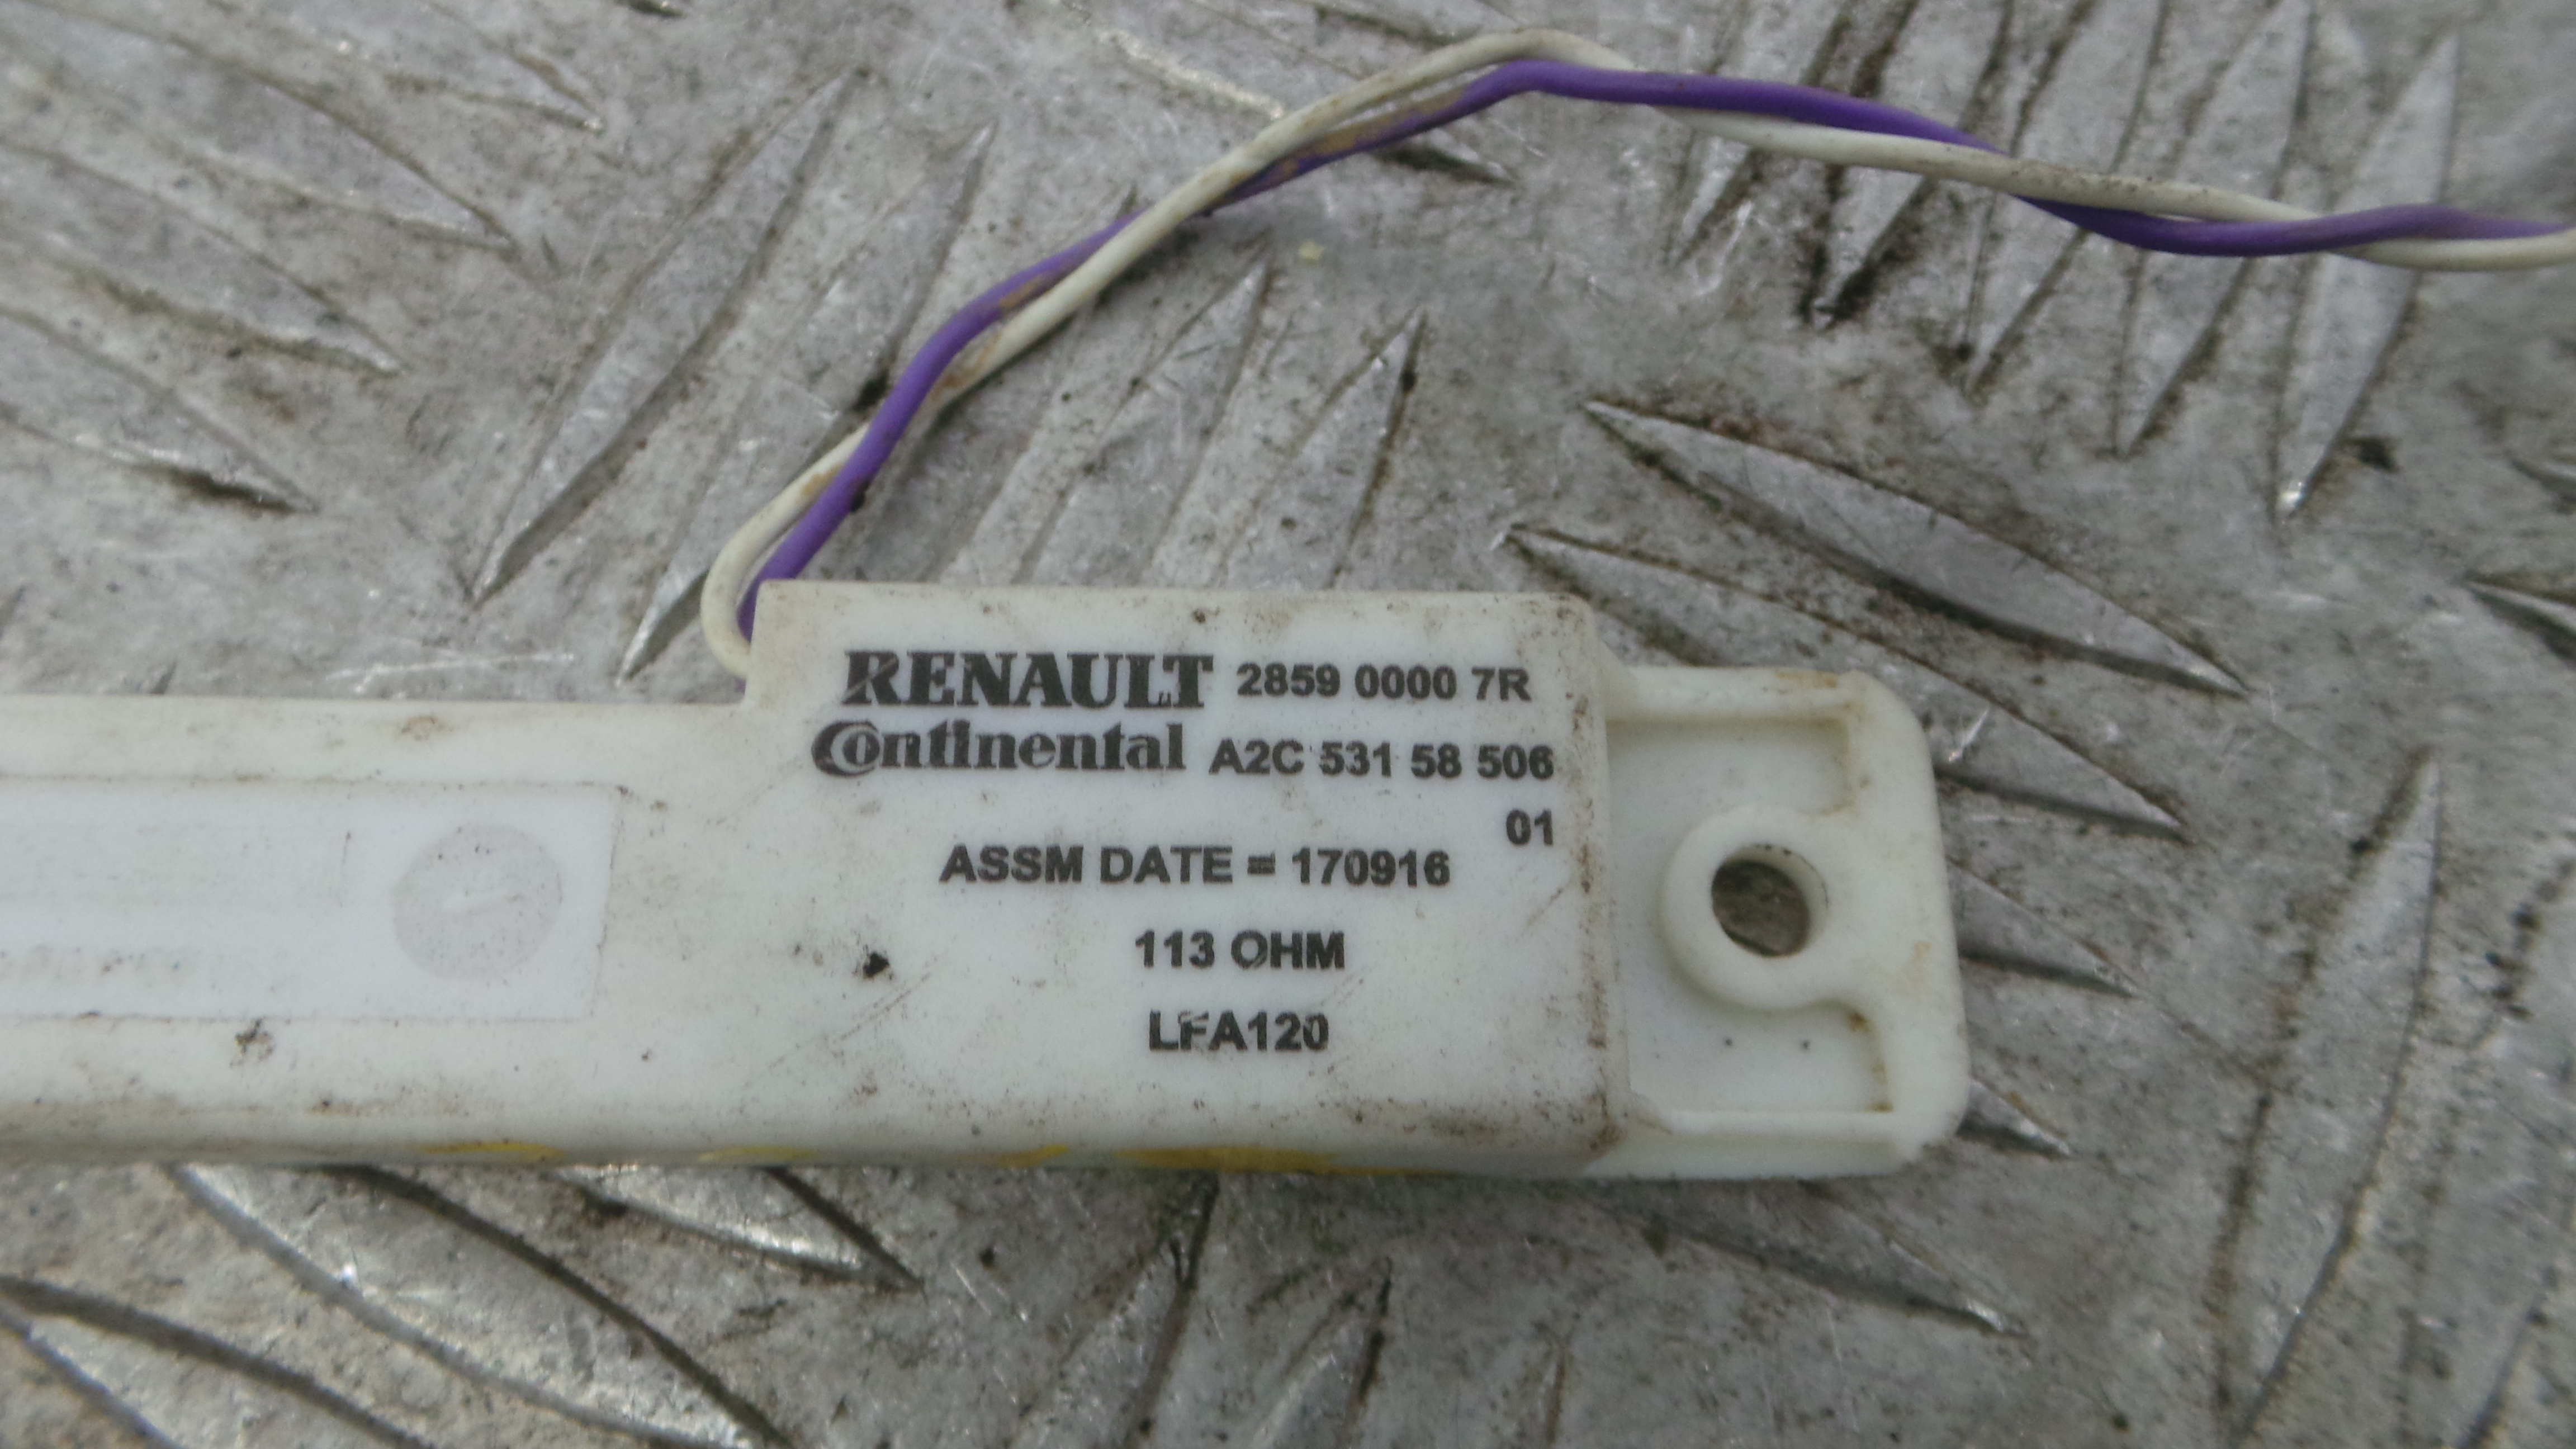 RENAULT 2859 0000 7R
Continental A2C 531 58 506
01
ASSM DATE = 170916
113 OHM
LFA120